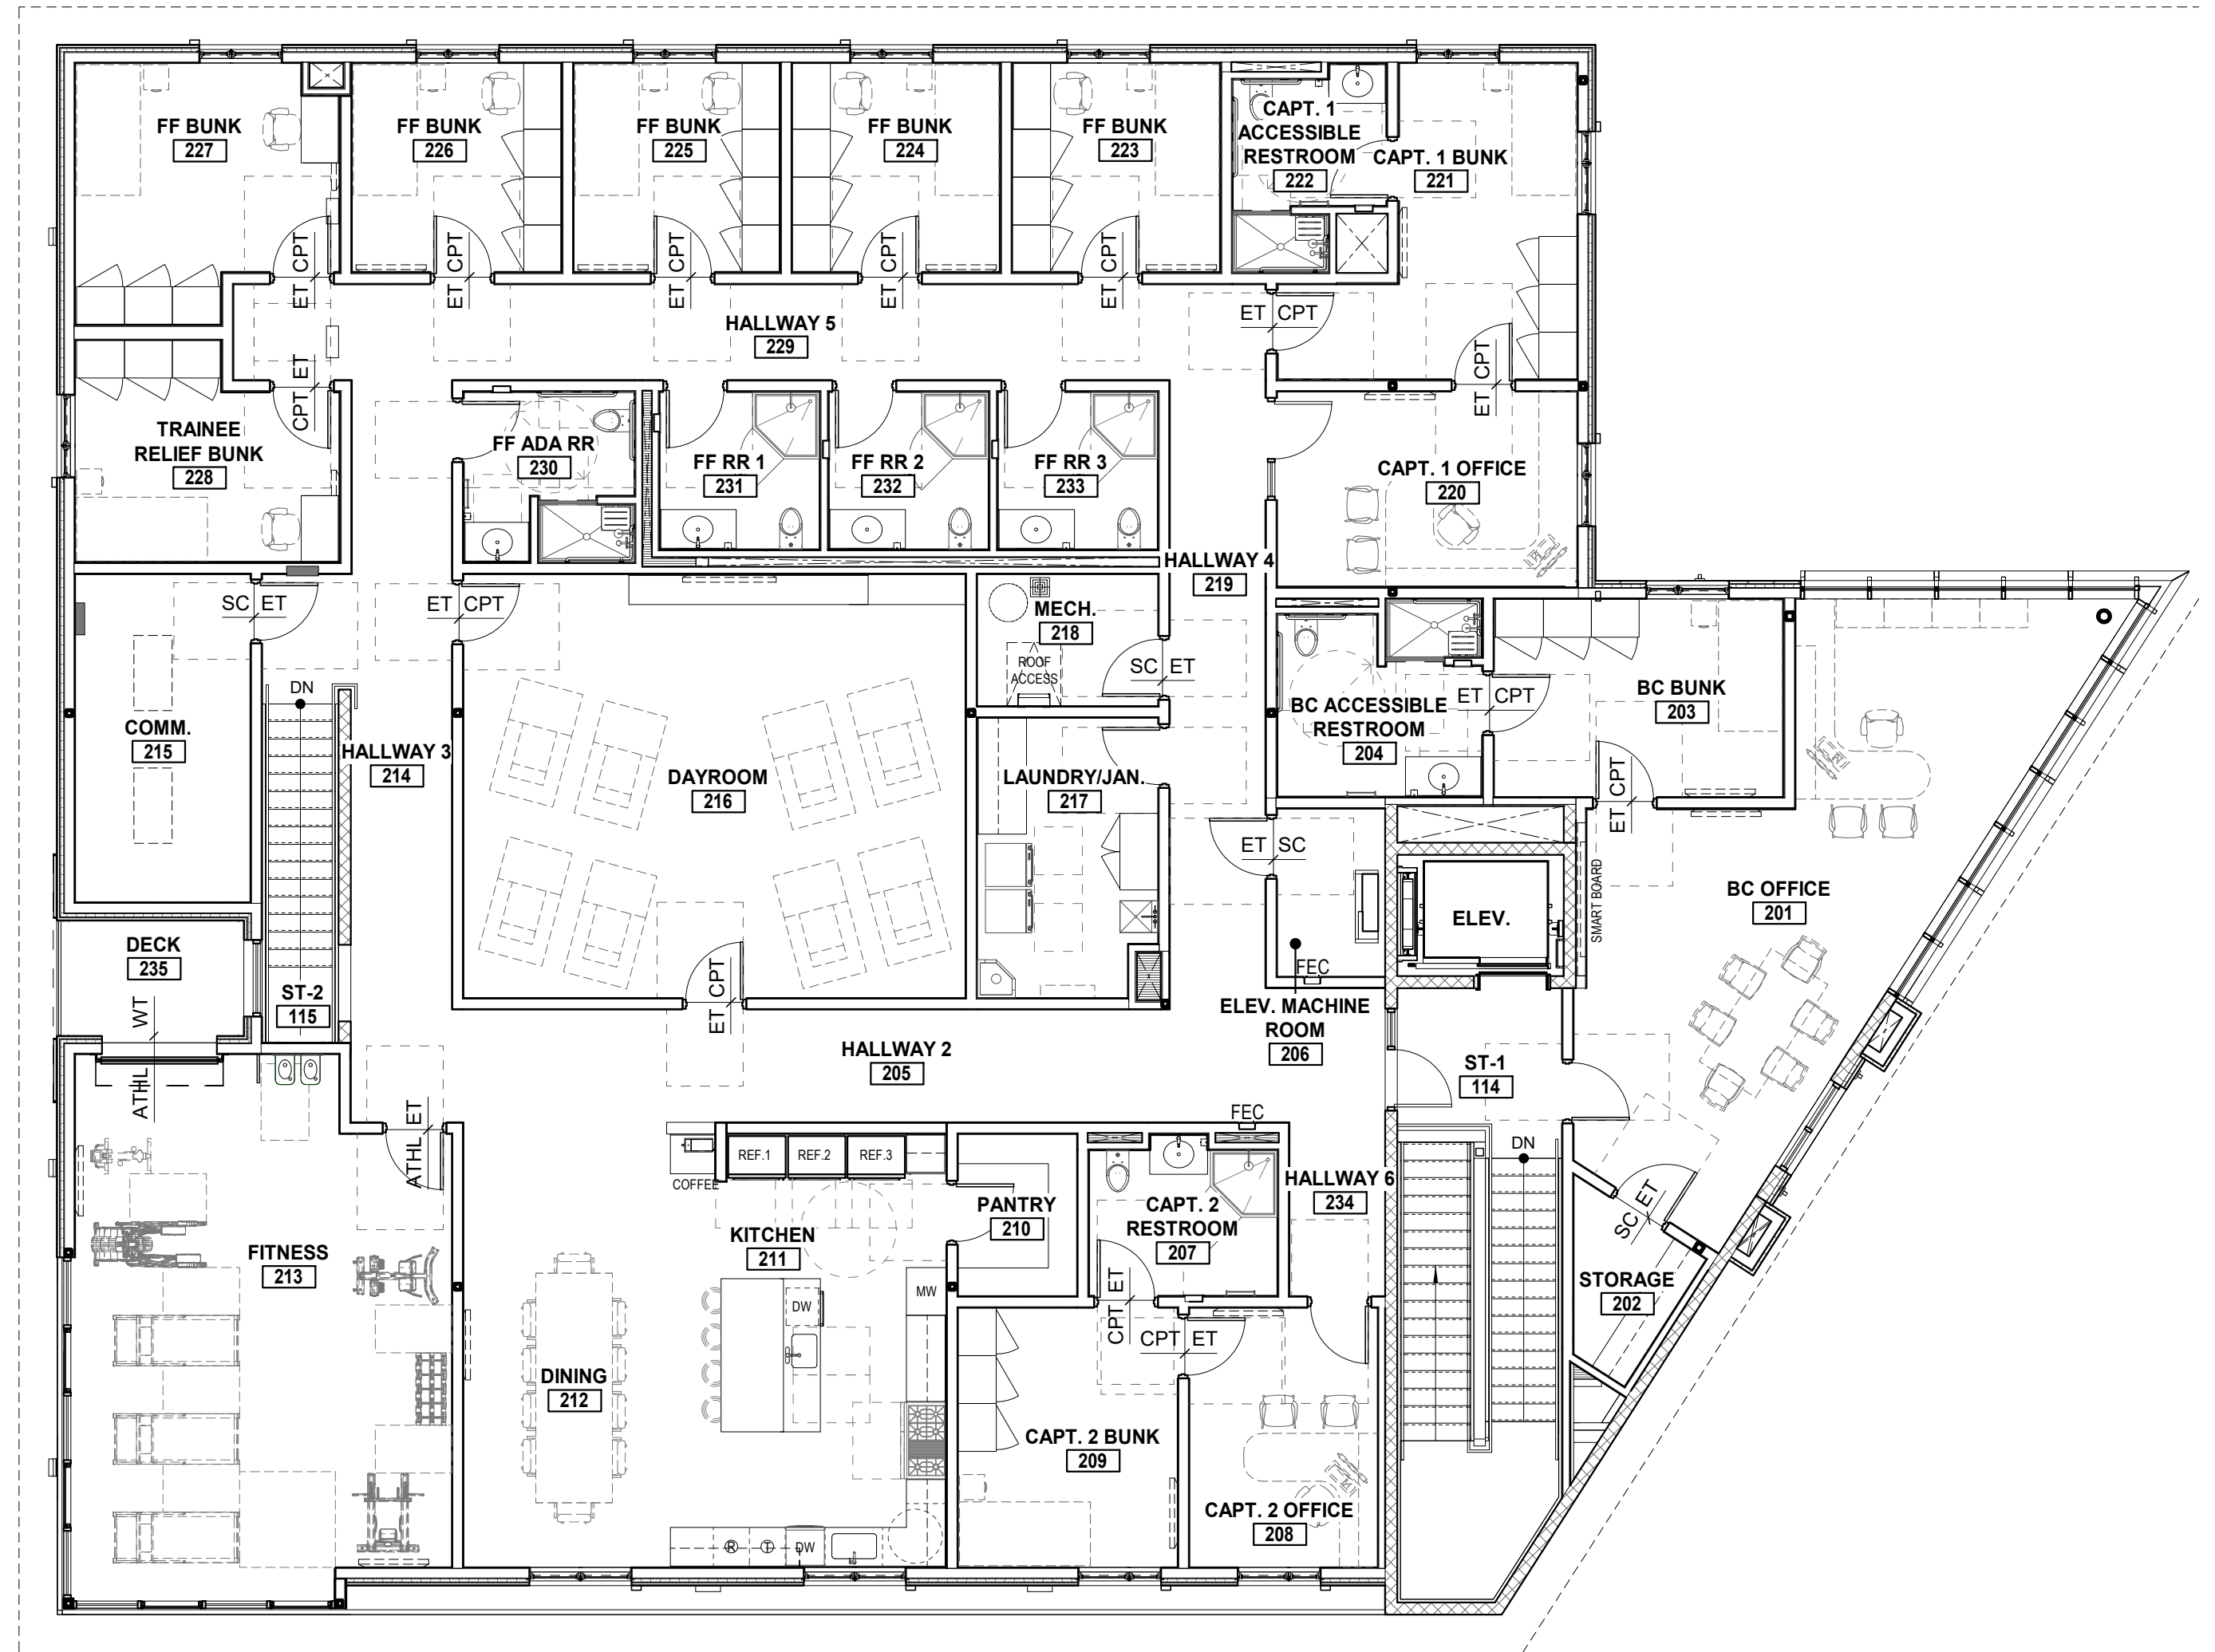 FF BUNK
227
FF BUNK
226
FF BUNK
225
FF BUNK
224
FF BUNK
223
CAPT. 1
ACCESSIBLE
RESTROOM
222
CAPT. 1 BUNK
221
ET CPT
ET CPT
ET CPT
ET CPT
ET CPT
ET CPT
HALLWAY 5
229
CPT ET
ET CPT
TRAINEE
RELIEF BUNK
228
FF ADA RR
230
FF RR 1
231
FF RR 2
232
FF RR 3
233
CAPT. 1 OFFICE
220
HALLWAY 4
219
SC ET
ET CPT
MECH.
218
ROOF
ACCESS
SC ET
DN
COMM.
215
HALLWAY 3
214
DAYROOM
216
LAUNDRY/JAN.
217
BC ACCESSIBLE
RESTROOM
204
ET CPT
BC BUNK
203
ET CPT
ET SC
SMART BOARD
BC OFFICE
201
ELEV.
DECK
235
WT
ATHL
ST-2
115
ET CPT
FEC
ELEV. MACHINE
ROOM
206
HALLWAY 2
205
ST-1
114
ATHL ET
FEC
DN
COFFEE
REF.1
REF.2
REF.3
PANTRY
210
CAPT. 2
RESTROOM
207
HALLWAY 6
234
SC ET
FITNESS
213
KITCHEN
211
STORAGE
202
DW
MW
CPT ET
CPT ET
DINING
212
CAPT. 2 BUNK
209
CAPT. 2 OFFICE
208
R
T
DW